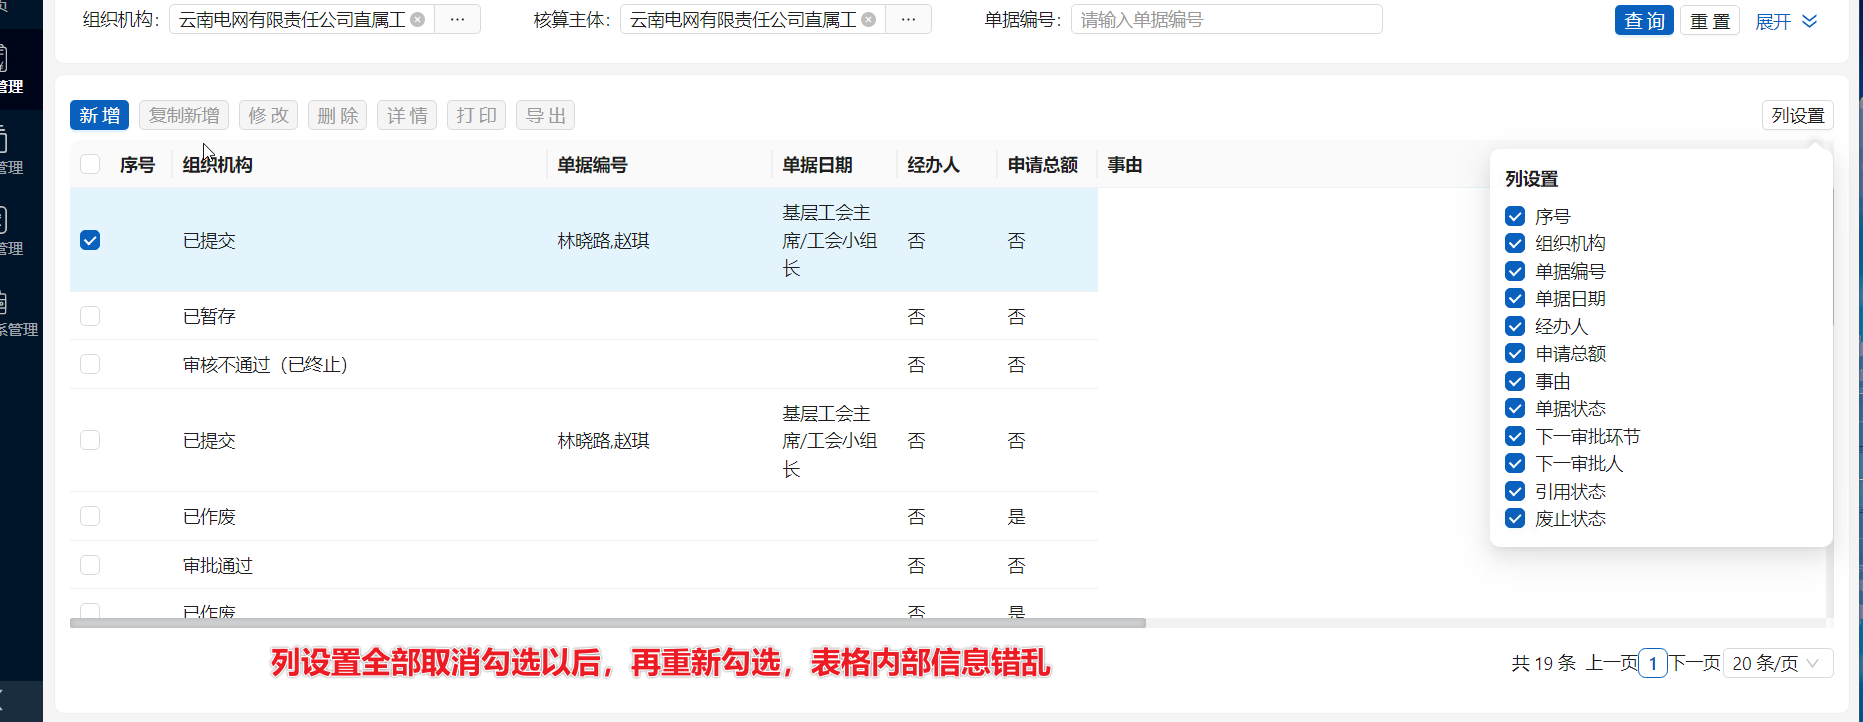 页
组织机构： 云南电网有限责任公司直属工 ··· 核算主体： 云南电网有限责任公司直属工 ··· 单据编号： 请输入单据编号 查 询 重 置 展开
管理
新 增 复制新增 修 改 删 除 详 情 打 印 导 出 列设置
管理
序号 组织机构 单据编号 单据日期 经办人 申请总额 事由
已提交 林晓路,赵琪 基层工会主席/工会小组长 否 否
管理
已暂存 否 否
系管理
审核不通过（已终止） 否 否
已提交 林晓路,赵琪 基层工会主席/工会小组长 否 否
已作废 否 是
审批通过 否 否
已作废 否 是
列设置
序号
组织机构
单据编号
单据日期
经办人
申请总额
事由
单据状态
下一审批环节
下一审批人
引用状态
废止状态
列设置全部取消勾选以后，再重新勾选，表格内部信息错乱
共 19 条 上一页 1 下一页 20 条/页